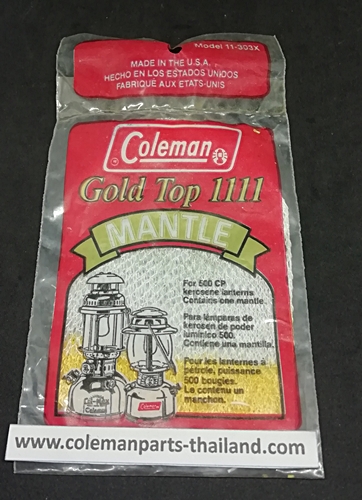 Model 11-303X
MADE IN THE U.S.A.
HECHO EN LOS ESTADOS UNIDOS
FABRIQUE AUX ETATS-UNIS
Coleman
Gold Top 1111
MANTLE
For 500 CP
kerosene lanterns
Contains one mantle.
Para lámparas de
kerosen de poder
lumínico 500.
Contiene una mantilla.
Pour les lanternes à
pétrole, puissance
500 bougies.
Le contenu un
manchon.
Coleman
Coleman
www.colemanparts-thailand.com